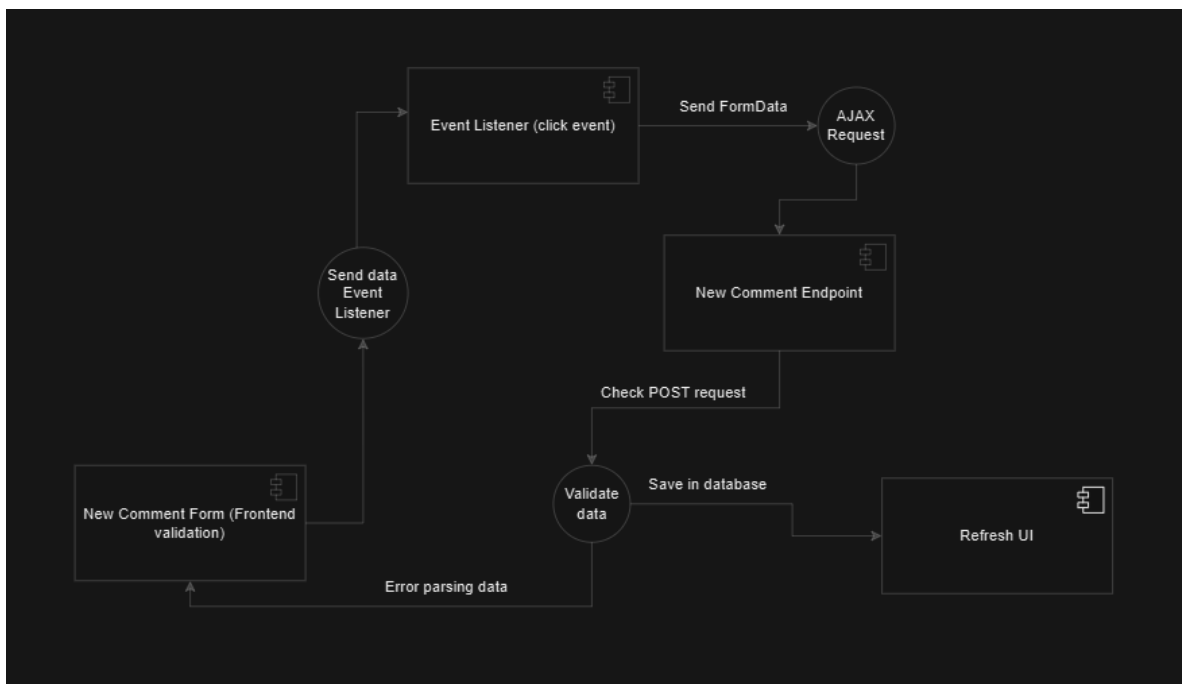 Event Listener (click event)
Send FormData
AJAX
Request
Send data
Event
Listener
New Comment Endpoint
Check POST request
New Comment Form (Frontend
validation)
Validate
data
Save in database
Refresh UI
Error parsing data